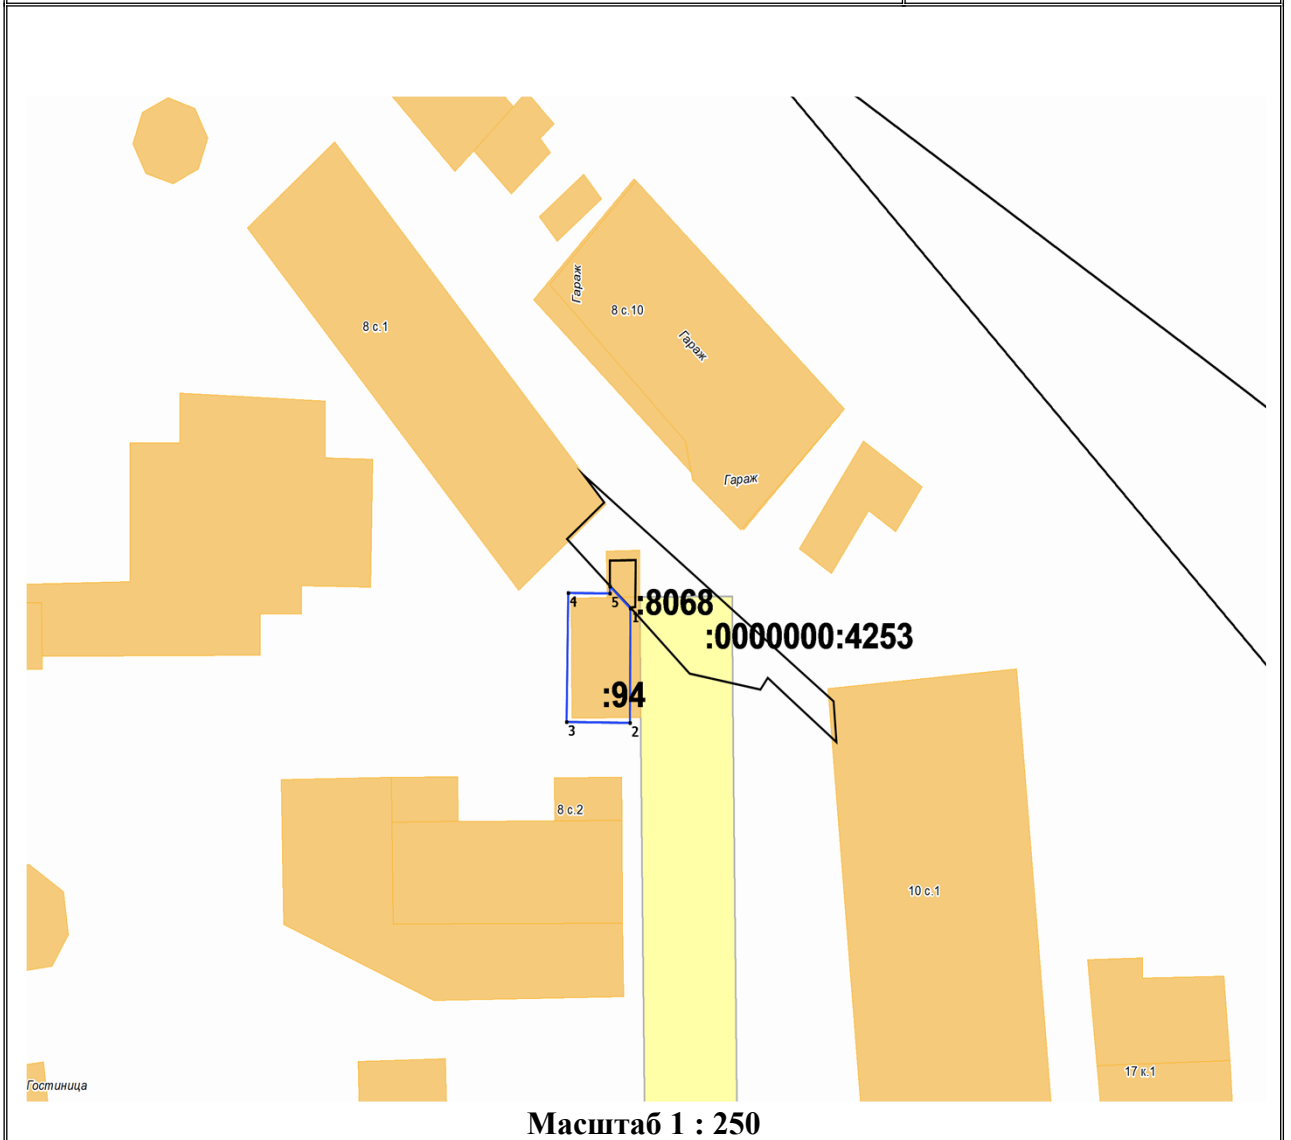 Гараж
8 с.10
8 с.1
Гараж
Гараж
4
5
:8068
1
:0000000:4253
:94
3
2
8 с.2
10 с.1
17 к.1
Гостиница
Масштаб 1 : 250